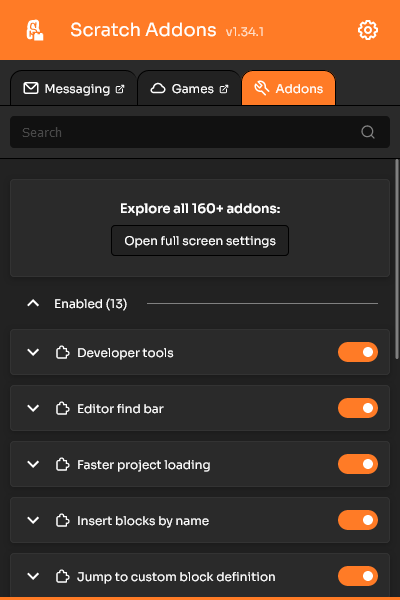 Scratch Addons v1.34.1
Messaging Games Addons
Search
Explore all 160+ addons:
Open full screen settings
Enabled (13)
Developer tools
Editor find bar
Faster project loading
Insert blocks by name
Jump to custom block definition